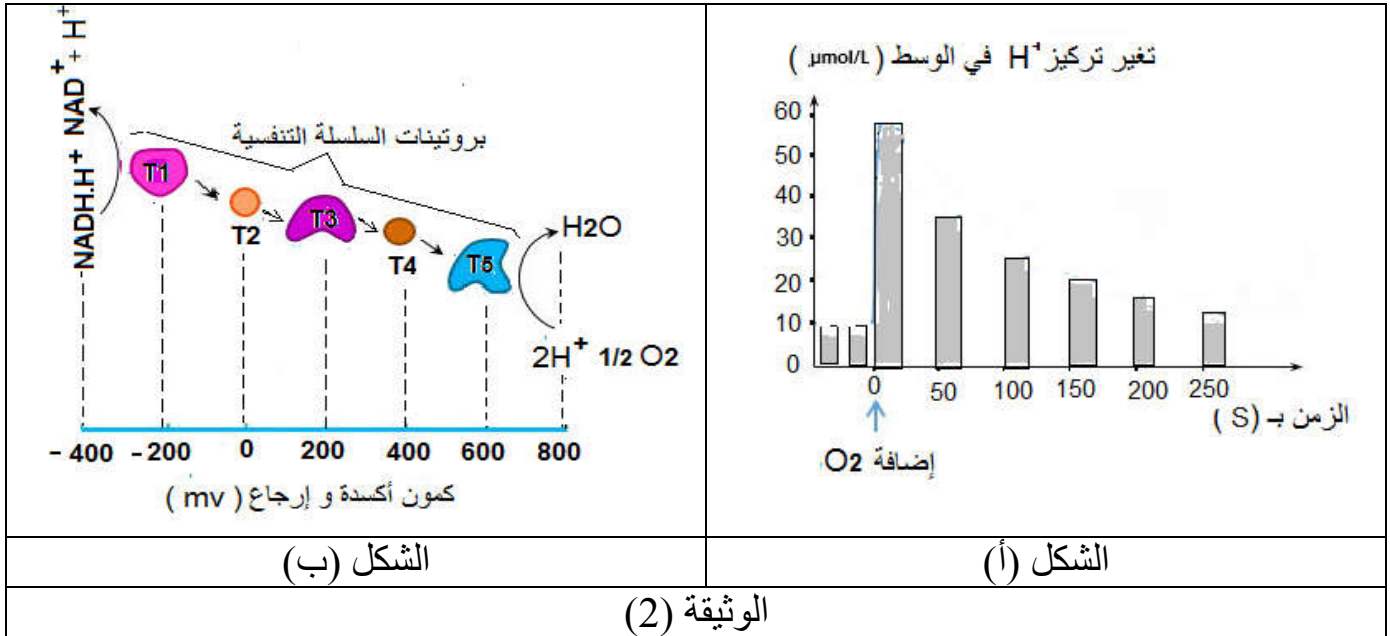 تغير تركيز H+ في الوسط ( µmol/L )
60
50
40
30
20
10
0
0 50 100 150 200 250
الزمن بـ (S )
إضافة O2
الشكل (أ)
NADH.H+ NAD+ + H+
بروتينات السلسلة التنفسية
T1
T2
T3
T4
T5
H2O
2H+ 1/2 O2
- 400 - 200 0 200 400 600 800
كمون أكسدة و إرجاع ( mv )
الشكل (ب)
الوثيقة (2)